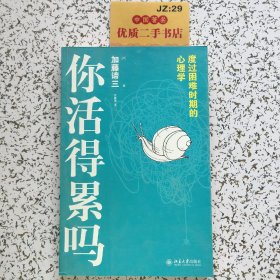 JZ:29
中国书店
优质二手书店
你活得累吗
加藤谛三
度过困难时期的
心理学
北京大学出版社